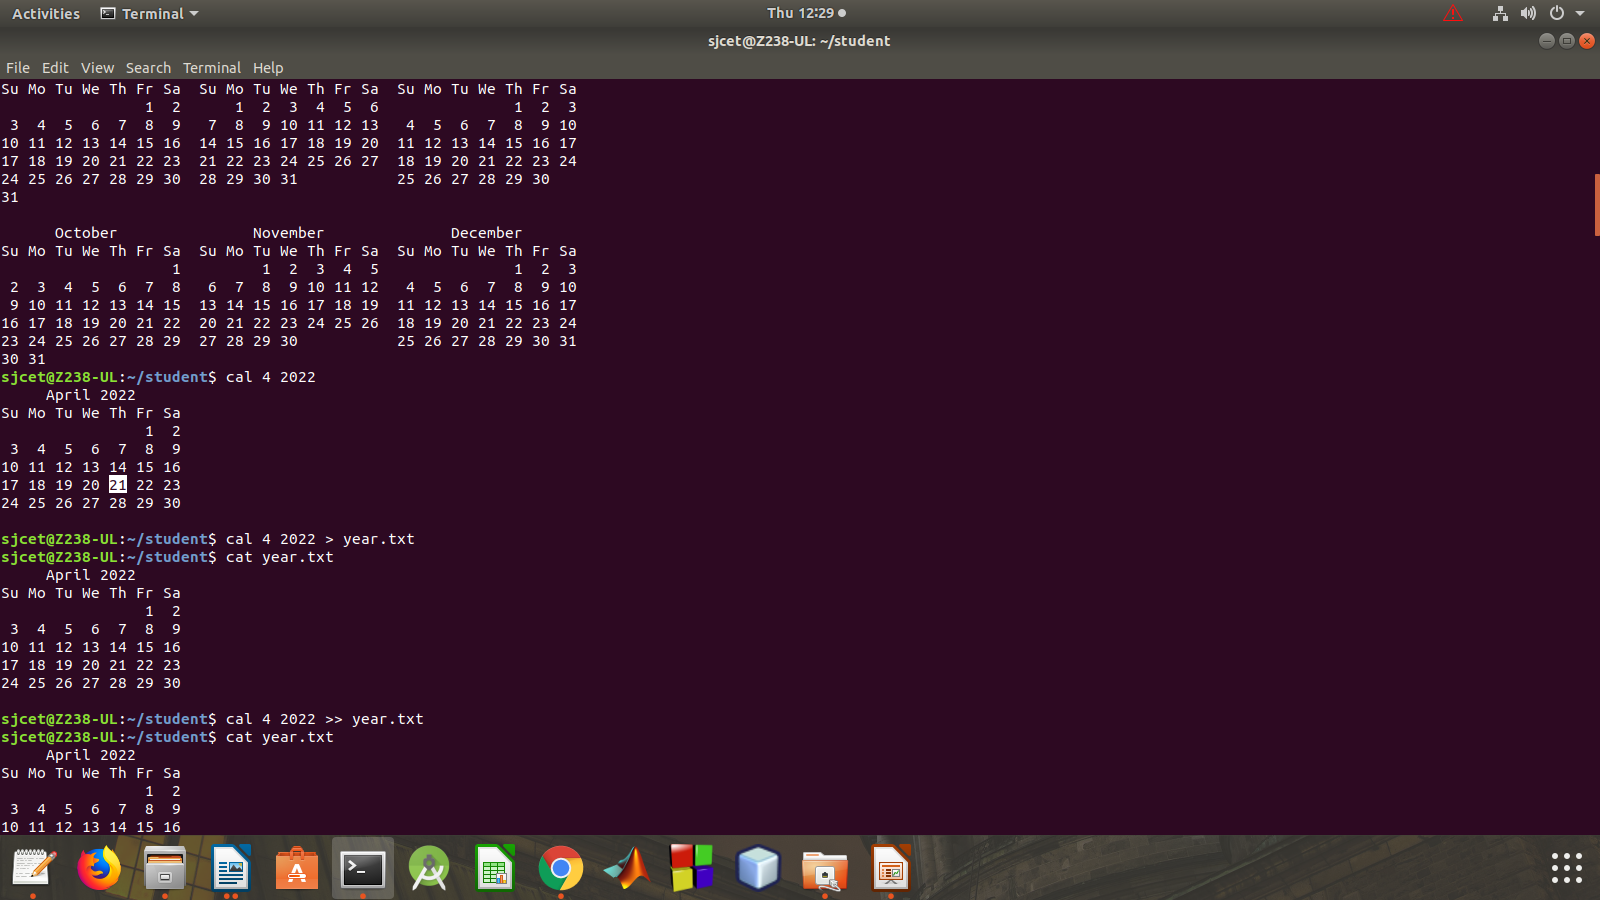 Activities Terminal Thu 12:29
sjcet@Z238-UL: ~/student
File Edit View Search Terminal Help
Su Mo Tu We Th Fr Sa  Su Mo Tu We Th Fr Sa  Su Mo Tu We Th Fr Sa
                1  2      1  2  3  4  5  6               1  2  3
 3  4  5  6  7  8  9   7  8  9 10 11 12 13   4  5  6  7  8  9 10
10 11 12 13 14 15 16  14 15 16 17 18 19 20  11 12 13 14 15 16 17
17 18 19 20 21 22 23  21 22 23 24 25 26 27  18 19 20 21 22 23 24
24 25 26 27 28 29 30  28 29 30 31           25 26 27 28 29 30
31
      October               November              December
Su Mo Tu We Th Fr Sa  Su Mo Tu We Th Fr Sa  Su Mo Tu We Th Fr Sa
                   1         1  2  3  4  5               1  2  3
 2  3  4  5  6  7  8   6  7  8  9 10 11 12   4  5  6  7  8  9 10
 9 10 11 12 13 14 15  13 14 15 16 17 18 19  11 12 13 14 15 16 17
16 17 18 19 20 21 22  20 21 22 23 24 25 26  18 19 20 21 22 23 24
23 24 25 26 27 28 29  27 28 29 30           25 26 27 28 29 30 31
30 31
sjcet@Z238-UL:~/student$ cal 4 2022
     April 2022
Su Mo Tu We Th Fr Sa
                1  2
 3  4  5  6  7  8  9
10 11 12 13 14 15 16
17 18 19 20 21 22 23
24 25 26 27 28 29 30
sjcet@Z238-UL:~/student$ cal 4 2022 > year.txt
sjcet@Z238-UL:~/student$ cat year.txt
     April 2022
Su Mo Tu We Th Fr Sa
                1  2
 3  4  5  6  7  8  9
10 11 12 13 14 15 16
17 18 19 20 21 22 23
24 25 26 27 28 29 30
sjcet@Z238-UL:~/student$ cal 4 2022 >> year.txt
sjcet@Z238-UL:~/student$ cat year.txt
     April 2022
Su Mo Tu We Th Fr Sa
                1  2
 3  4  5  6  7  8  9
10 11 12 13 14 15 16